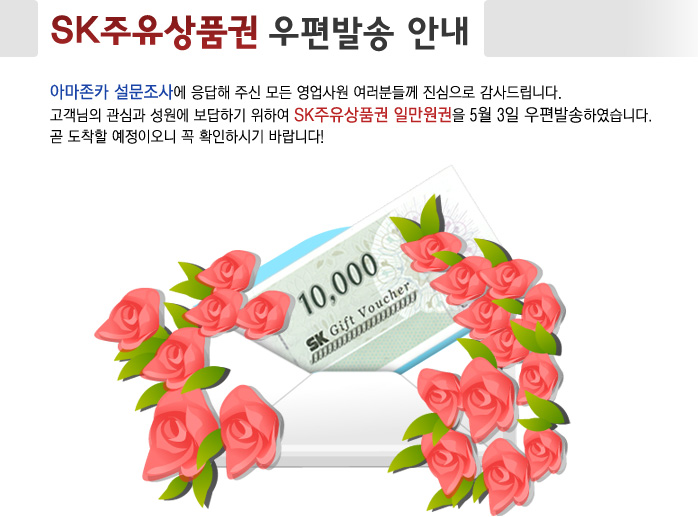 SK주유상품권 우편발송 안내
아마존카 설문조사에 응답해 주신 모든 영업사원 여러분들께 진심으로 감사드립니다.
고객님의 관심과 성원에 보답하기 위하여 SK주유상품권 일만원권을 5월 3일 우편발송하였습니다.
곧 도착할 예정이오니 꼭 확인하시기 바랍니다!
10,000
SK Gift Voucher